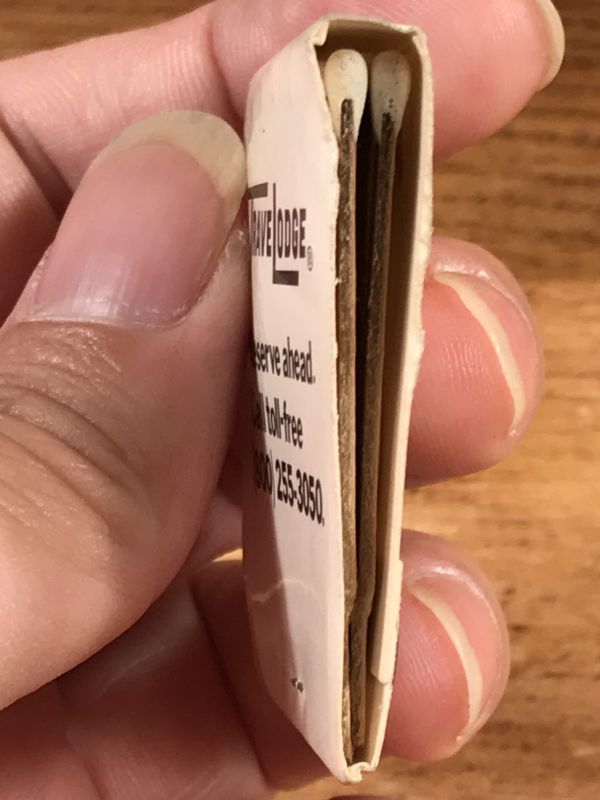 TRAVELODGE®
reserve ahead.
Call toll-free
(800) 255-3050.